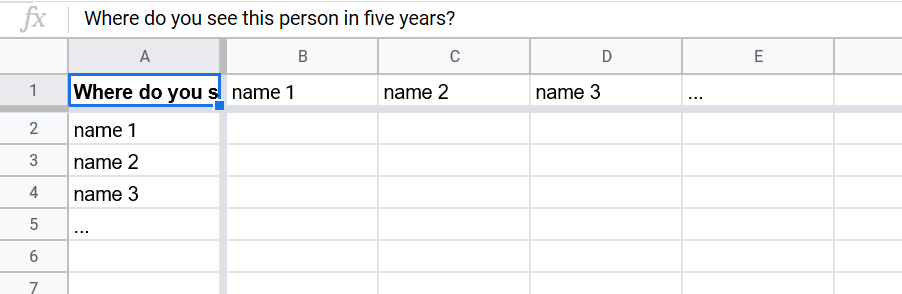 fx Where do you see this person in five years?
A B C D E
1 Where do you s name 1 name 2 name 3 ...
2 name 1
3 name 2
4 name 3
5 ...
6
7